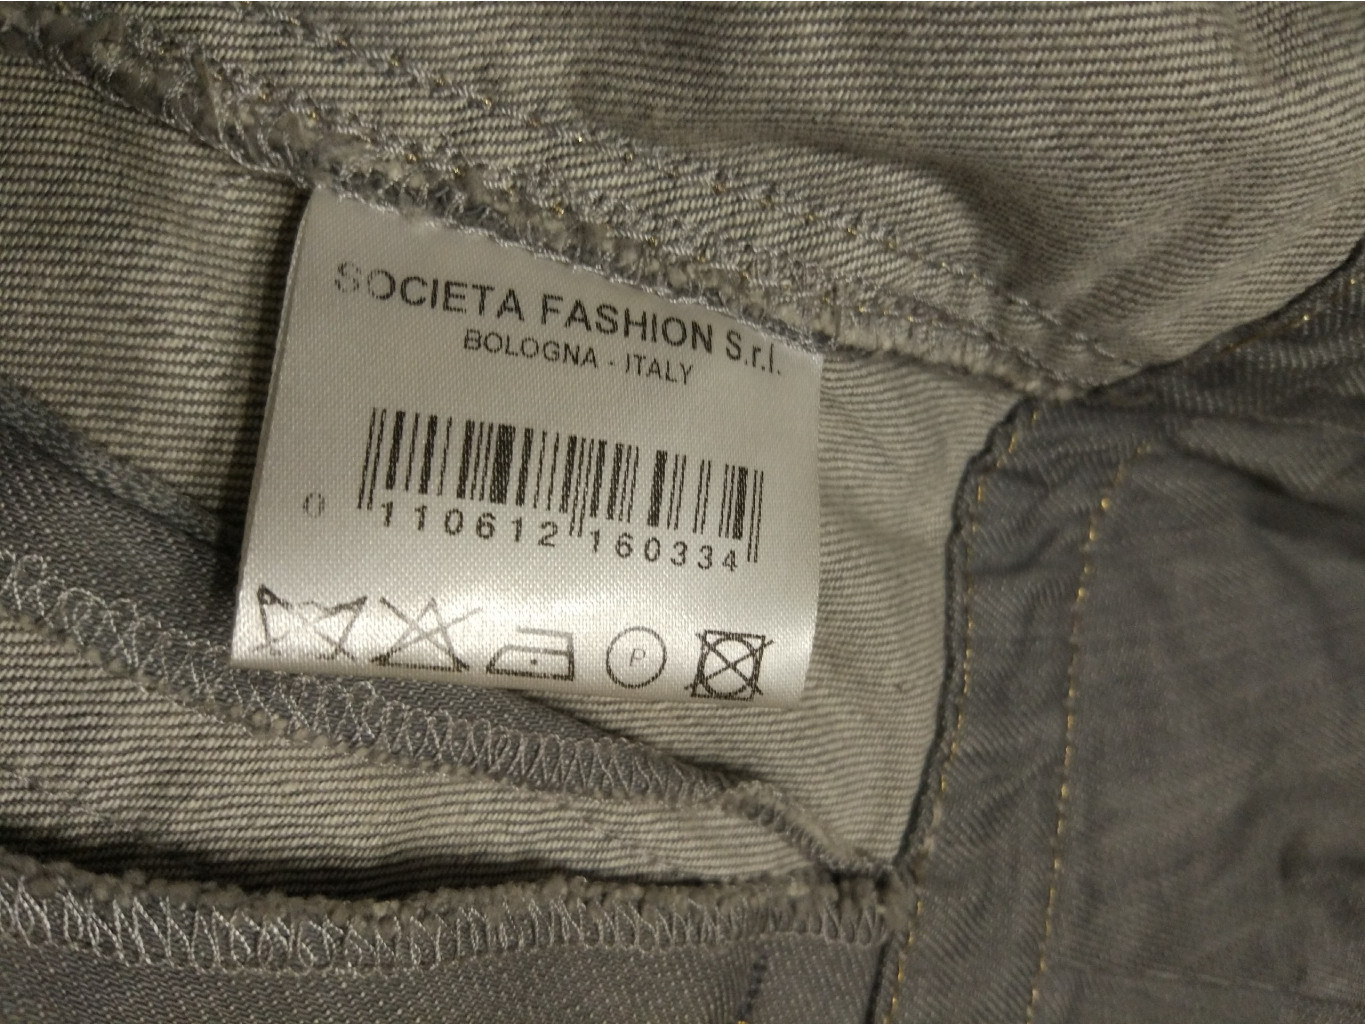 SOCIETA FASHION S.r.l.
BOLOGNA - ITALY
0 110612 160334
P